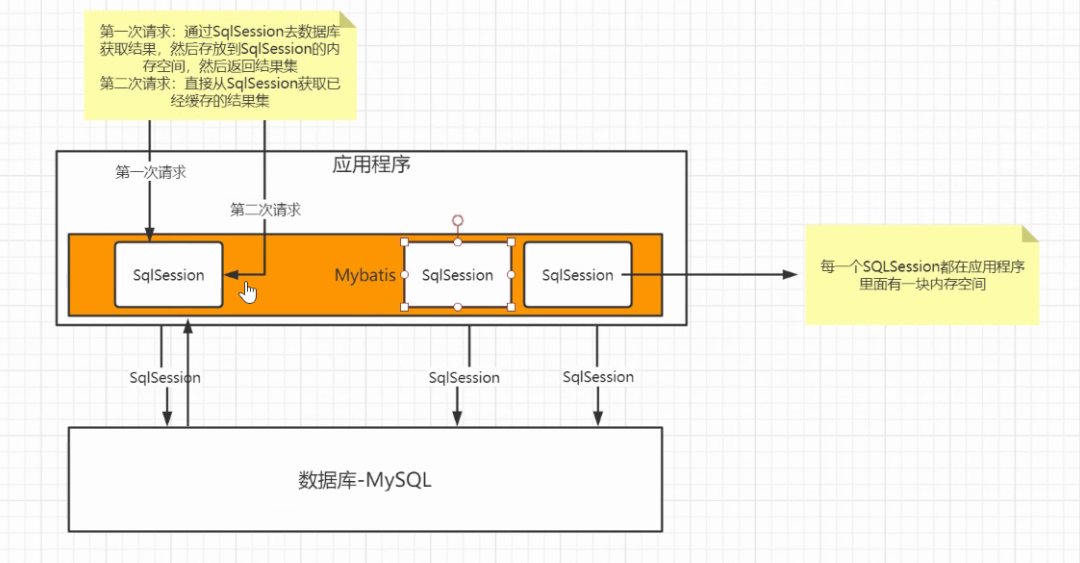 第一次请求：通过SqlSession去数据库
获取结果，然后存放到SqlSession的内
存空间，然后返回结果集
第二次请求：直接从SqlSession获取已
经缓存的结果集
应用程序
第一次请求
第二次请求
SqlSession
Mybatis
SqlSession
SqlSession
每一个SQLSession都在应用程序
里面有一块内存空间
SqlSession
SqlSession
SqlSession
数据库-MySQL